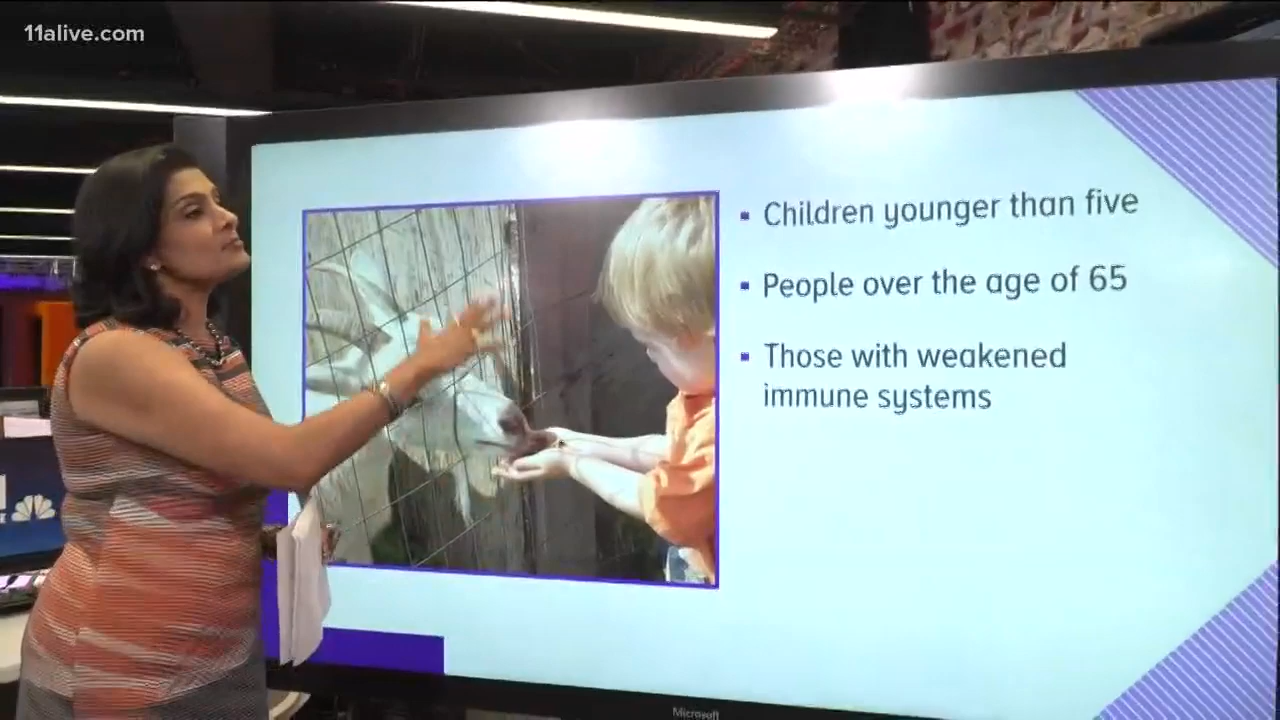 11alive.com
Children younger than five
People over the age of 65
Those with weakened
immune systems
Microsoft